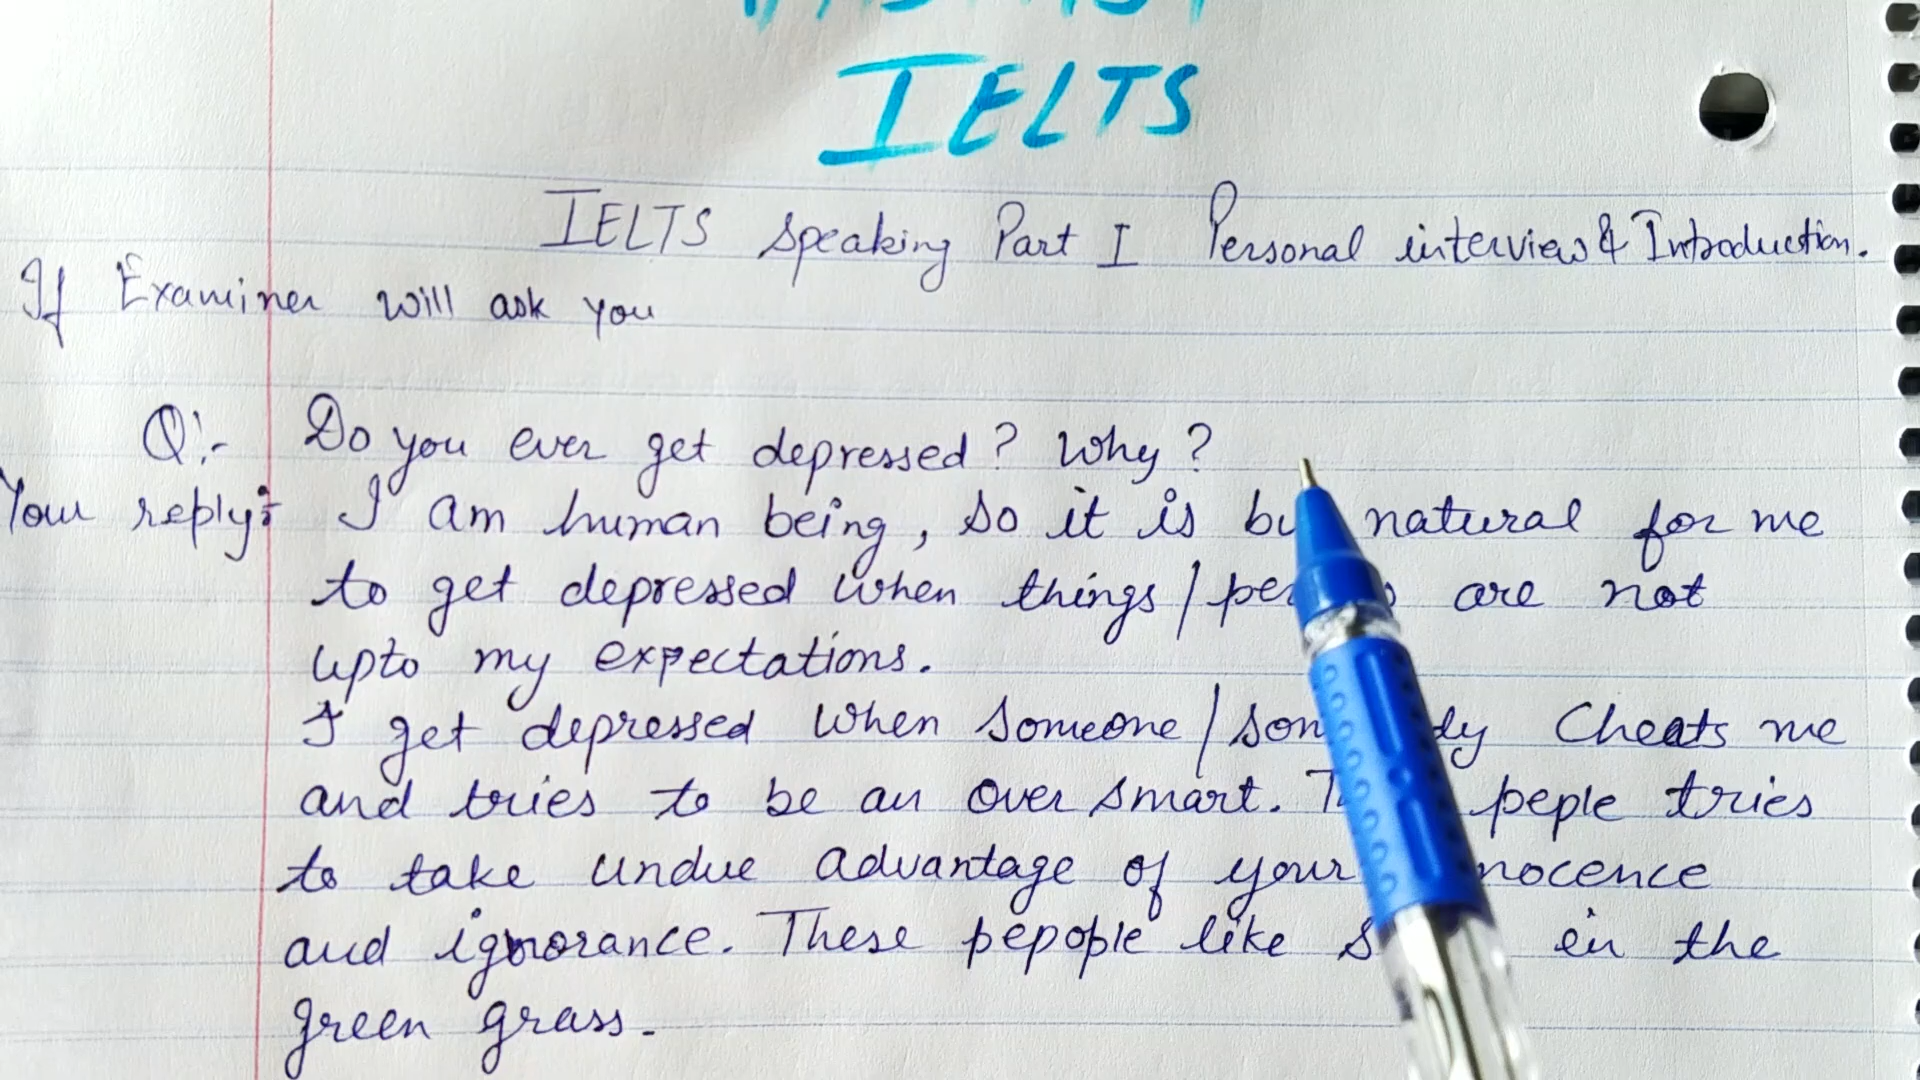 IELTS
IELTS Speaking Part I Personal interview & Introduction.
If Examiner will ask you
Q:- Do you ever get depressed? Why?
Your reply:- I am human being, so it is natural for me
to get depressed when things / are not
upto my expectations.
I get depressed when someone / cheats me
and tries to be an over smart. peple tries
to take undue advantage of your
and ignorance. These pepople like in the
green grass.